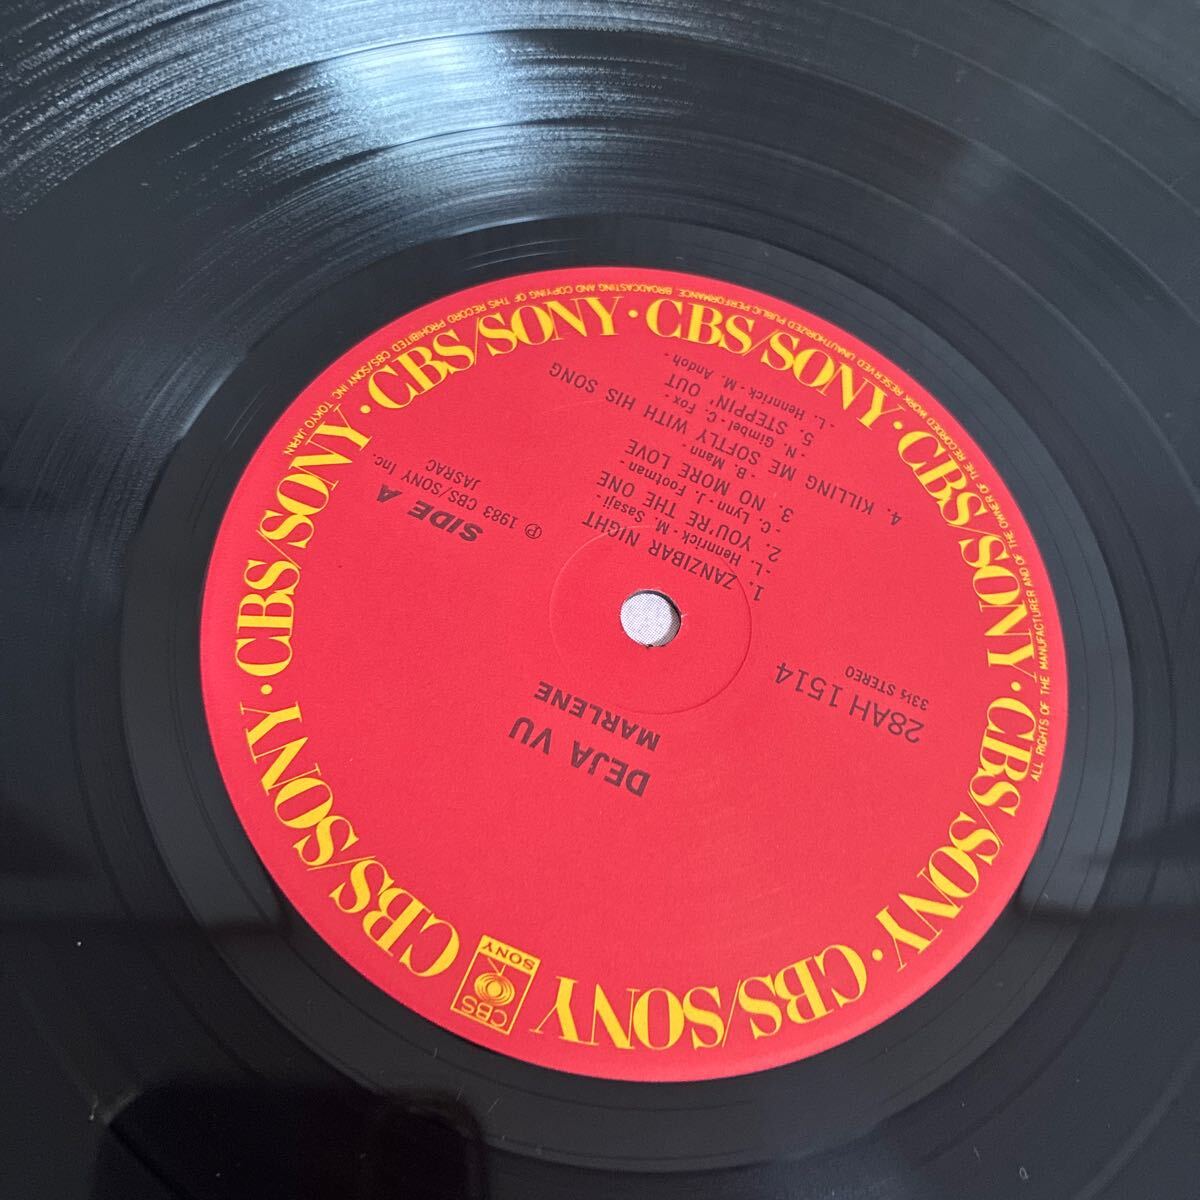 CBS/SONY · CBS/SONY · CBS/SONY · CBS/SONY · CBS/SONY · CBS/SONY · CBS/SONY · CBS/SONY · CBS/SONY
CBS
SONY
DEJA VU
MARLENE
28AH 1514
33⅓ STEREO
SIDE A
Ⓟ 1983 CBS/SONY Inc.
JASRAC
1. ZANZIBAR NIGHT
- L. Hennrick - M. Sasaji -
2. YOU'RE THE ONE
- C. Lynn - J. Footman -
3. NO MORE LOVE
- B. Mann -
4. KILLING ME SOFTLY WITH HIS SONG
- N. Gimbel - C. Fox -
5. STEPPIN' OUT
- L. Hennrick - M. Andoh -
ALL RIGHTS OF THE MANUFACTURER AND OF THE OWNER OF THE RECORDED WORK RESERVED UNAUTHORIZED PUBLIC PERFORMANCE BROADCASTING AND COPYING OF THIS RECORD PROHIBITED CBS/SONY INC. TOKYO JAPAN.